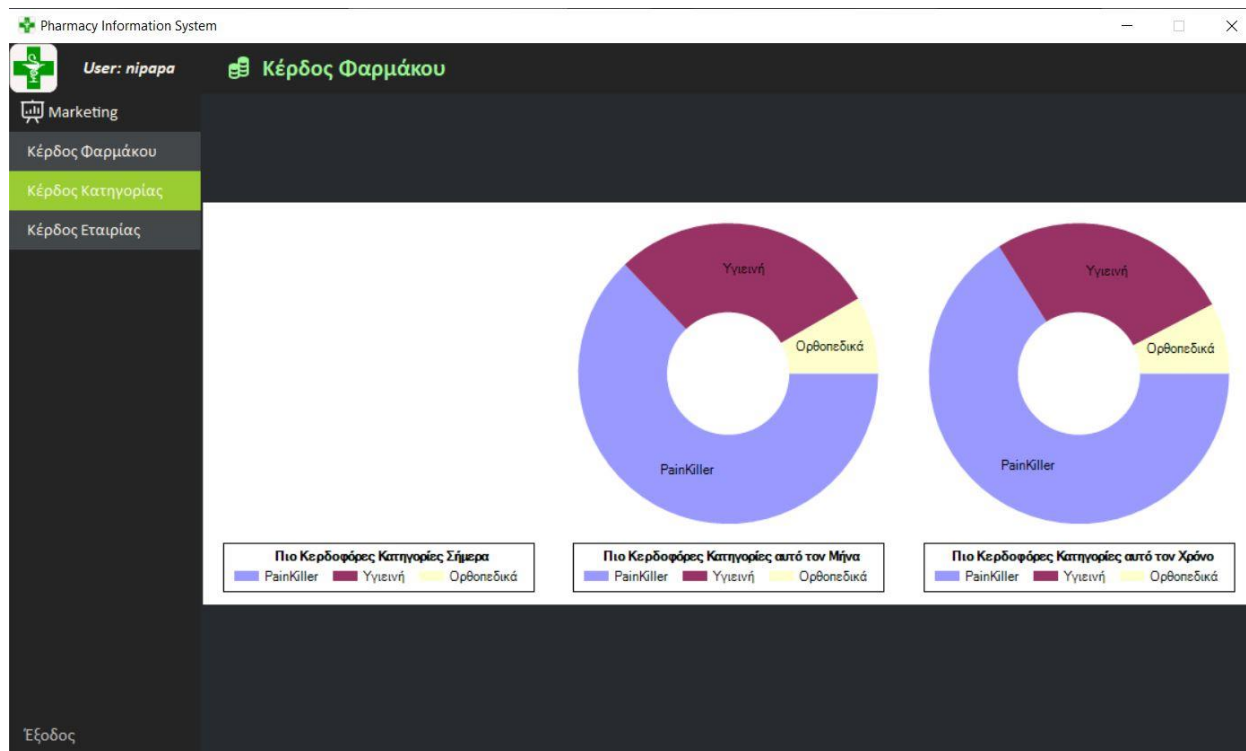 Pharmacy Information System
User: nipapa
Κέρδος Φαρμάκου
Marketing
Κέρδος Φαρμάκου
Κέρδος Κατηγορίας
Κέρδος Εταιρίας
Υγιεινή
Ορθοπεδικά
PainKiller
Υγιεινή
Ορθοπεδικά
PainKiller
Πιο Κερδοφόρες Κατηγορίες Σήμερα
PainKiller Υγιεινή Ορθοπεδικά
Πιο Κερδοφόρες Κατηγορίες αυτό τον Μήνα
PainKiller Υγιεινή Ορθοπεδικά
Πιο Κερδοφόρες Κατηγορίες αυτό τον Χρόνο
PainKiller Υγιεινή Ορθοπεδικά
Έξοδος